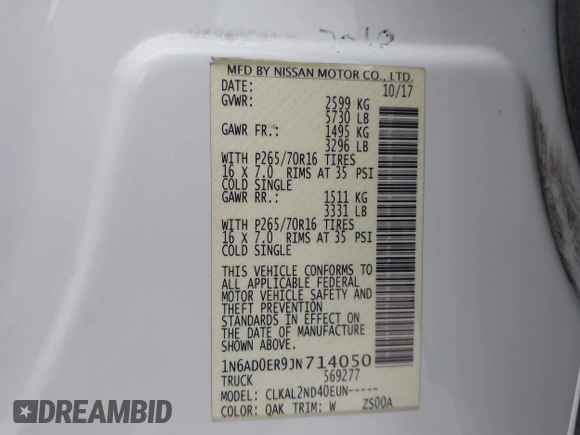 MFD BY NISSAN MOTOR CO., LTD.
DATE: 10/17
GVWR: 2599 KG
5730 LB
GAWR FR.: 1495 KG
3296 LB
WITH P265/70R16 TIRES
16 X 7.0 RIMS AT 35 PSI
COLD SINGLE
GAWR RR.: 1511 KG
3331 LB
WITH P265/70R16 TIRES
16 X 7.0 RIMS AT 35 PSI
COLD SINGLE
THIS VEHICLE CONFORMS TO
ALL APPLICABLE FEDERAL
MOTOR VEHICLE SAFETY AND
THEFT PREVENTION
STANDARDS IN EFFECT ON
THE DATE OF MANUFACTURE
SHOWN ABOVE
1N6AD0ER9JN714050
TRUCK 569277
MODEL: CLKAL2ND40EUN-----
COLOR: QAK TRIM: W ZS00A
DREAMBID